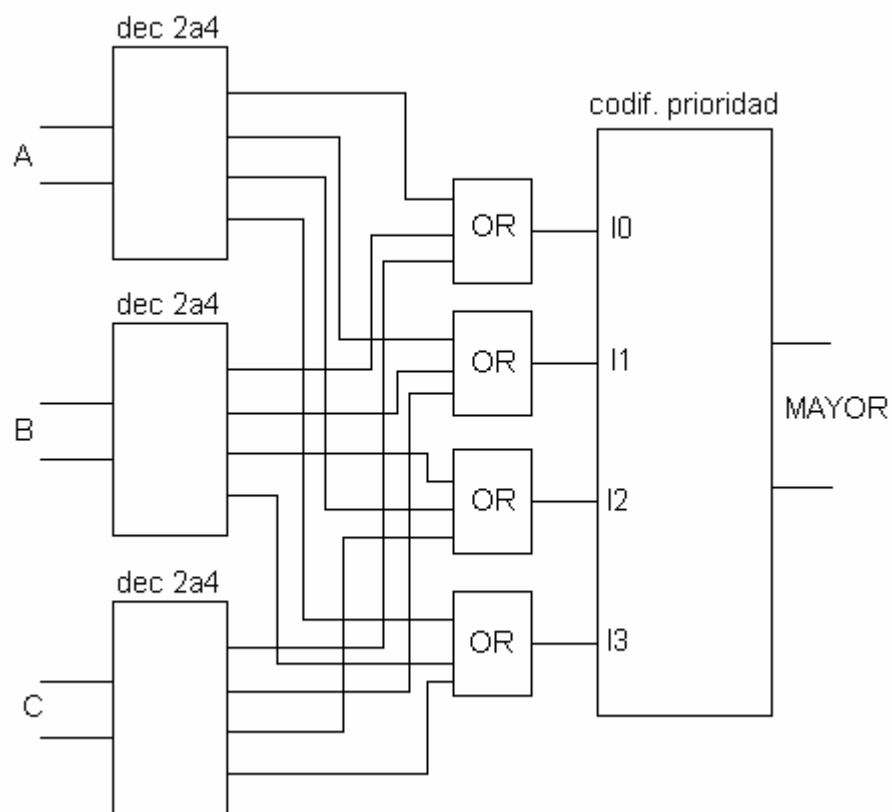 dec 2a4
A
dec 2a4
B
dec 2a4
C
OR
OR
OR
OR
codif. prioridad
I0
I1
I2
I3
MAYOR